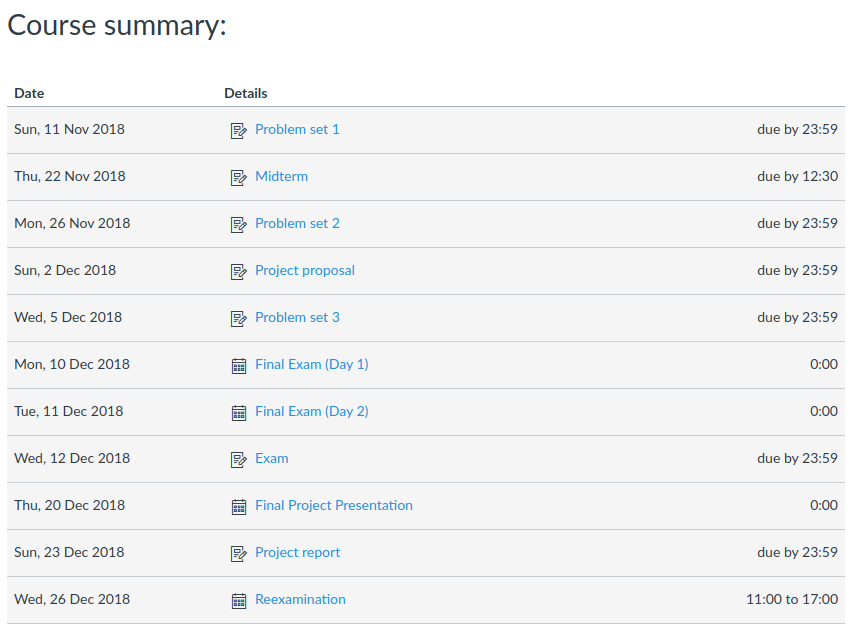 Course summary:
Date Details
Sun, 11 Nov 2018 Problem set 1 due by 23:59
Thu, 22 Nov 2018 Midterm due by 12:30
Mon, 26 Nov 2018 Problem set 2 due by 23:59
Sun, 2 Dec 2018 Project proposal due by 23:59
Wed, 5 Dec 2018 Problem set 3 due by 23:59
Mon, 10 Dec 2018 Final Exam (Day 1) 0:00
Tue, 11 Dec 2018 Final Exam (Day 2) 0:00
Wed, 12 Dec 2018 Exam due by 23:59
Thu, 20 Dec 2018 Final Project Presentation 0:00
Sun, 23 Dec 2018 Project report due by 23:59
Wed, 26 Dec 2018 Reexamination 11:00 to 17:00